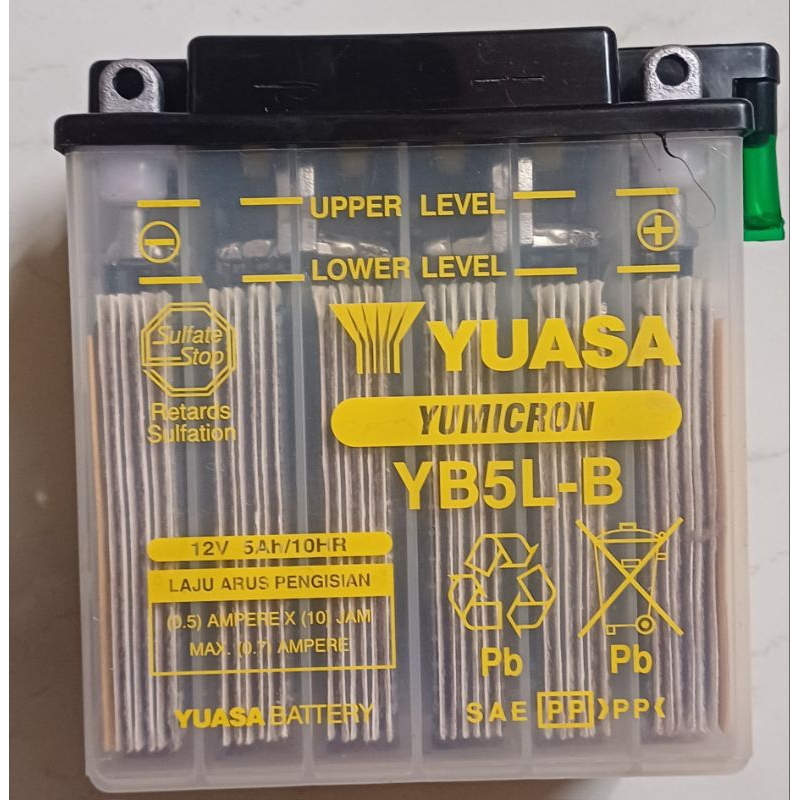 UPPER LEVEL
LOWER LEVEL
Sulfate
Stop
Retards
Sulfation
YUASA
YUMICRON
YB5L-B
12V 5Ah/10HR
LAJU ARUS PENGISIAN
(0.5) AMPERE X (10) JAM
MAX. (0.7) AMPERE
Pb
Pb
YUASA BATTERY
SAE PP >PP<